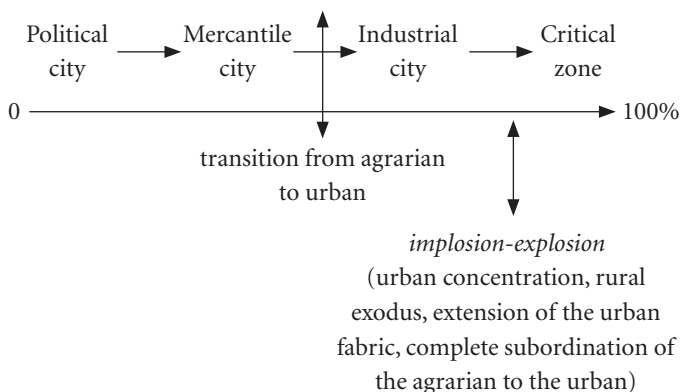 Political
city
Mercantile
city
Industrial
city
Critical
zone
0
100%
transition from agrarian
to urban
implosion-explosion
(urban concentration, rural
exodus, extension of the urban
fabric, complete subordination of
the agrarian to the urban)